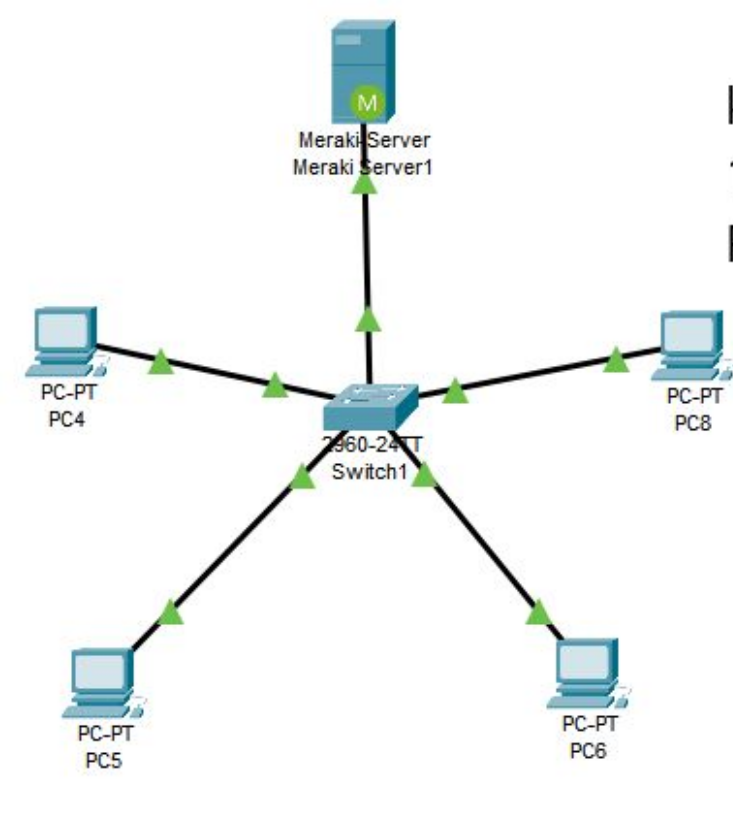 M
Meraki-Server
Meraki Server1
PC-PT
PC4
PC-PT
PC8
2960-24TT
Switch1
PC-PT
PC5
PC-PT
PC6